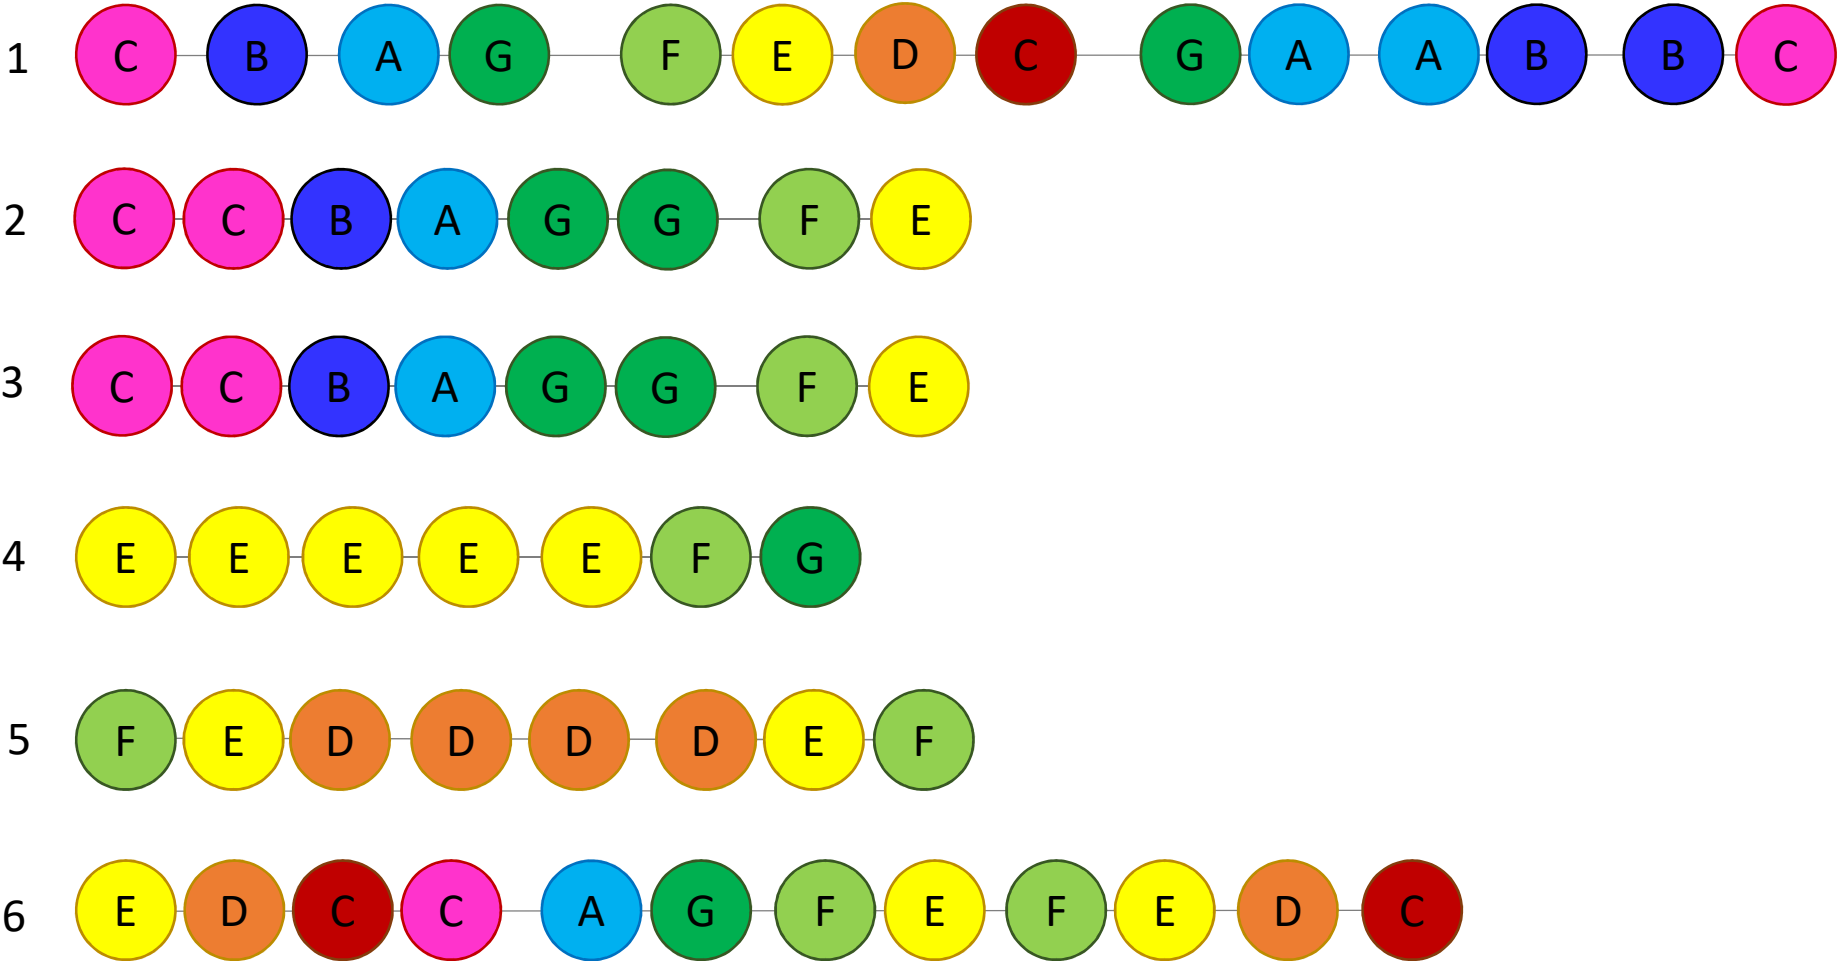 1 C B A G F E D C G A A B B C
2 C C B A G G F E
3 C C B A G G F E
4 E E E E E F G
5 F E D D D D E F
6 E D C C A G F E F E D C